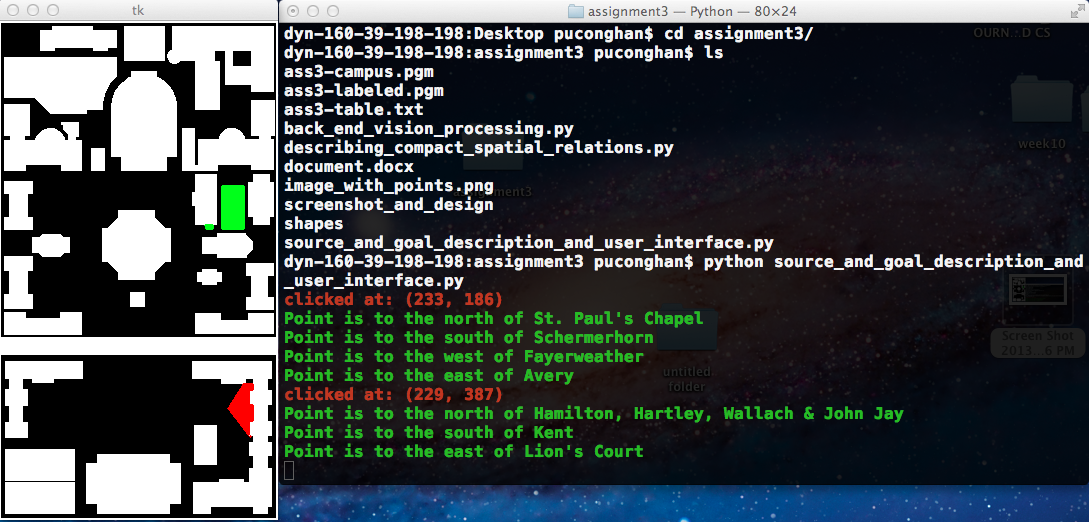 tk
assignment3 — Python — 80×24
dyn-160-39-198-198:Desktop puconghan$ cd assignment3/
dyn-160-39-198-198:assignment3 puconghan$ ls
ass3-campus.pgm
ass3-labeled.pgm
ass3-table.txt
back_end_vision_processing.py
describing_compact_spatial_relations.py
document.docx
image_with_points.png
screenshot_and_design
shapes
source_and_goal_description_and_user_interface.py
dyn-160-39-198-198:assignment3 puconghan$ python source_and_goal_description_and
_user_interface.py
clicked at: (233, 186)
Point is to the north of St. Paul's Chapel
Point is to the south of Schermerhorn
Point is to the west of Fayerweather
Point is to the east of Avery
clicked at: (229, 387)
Point is to the north of Hamilton, Hartley, Wallach & John Jay
Point is to the south of Kent
Point is to the east of Lion's Court
OURN...D CS
week10
Screen Shot
2013...6 PM
untitled
folder